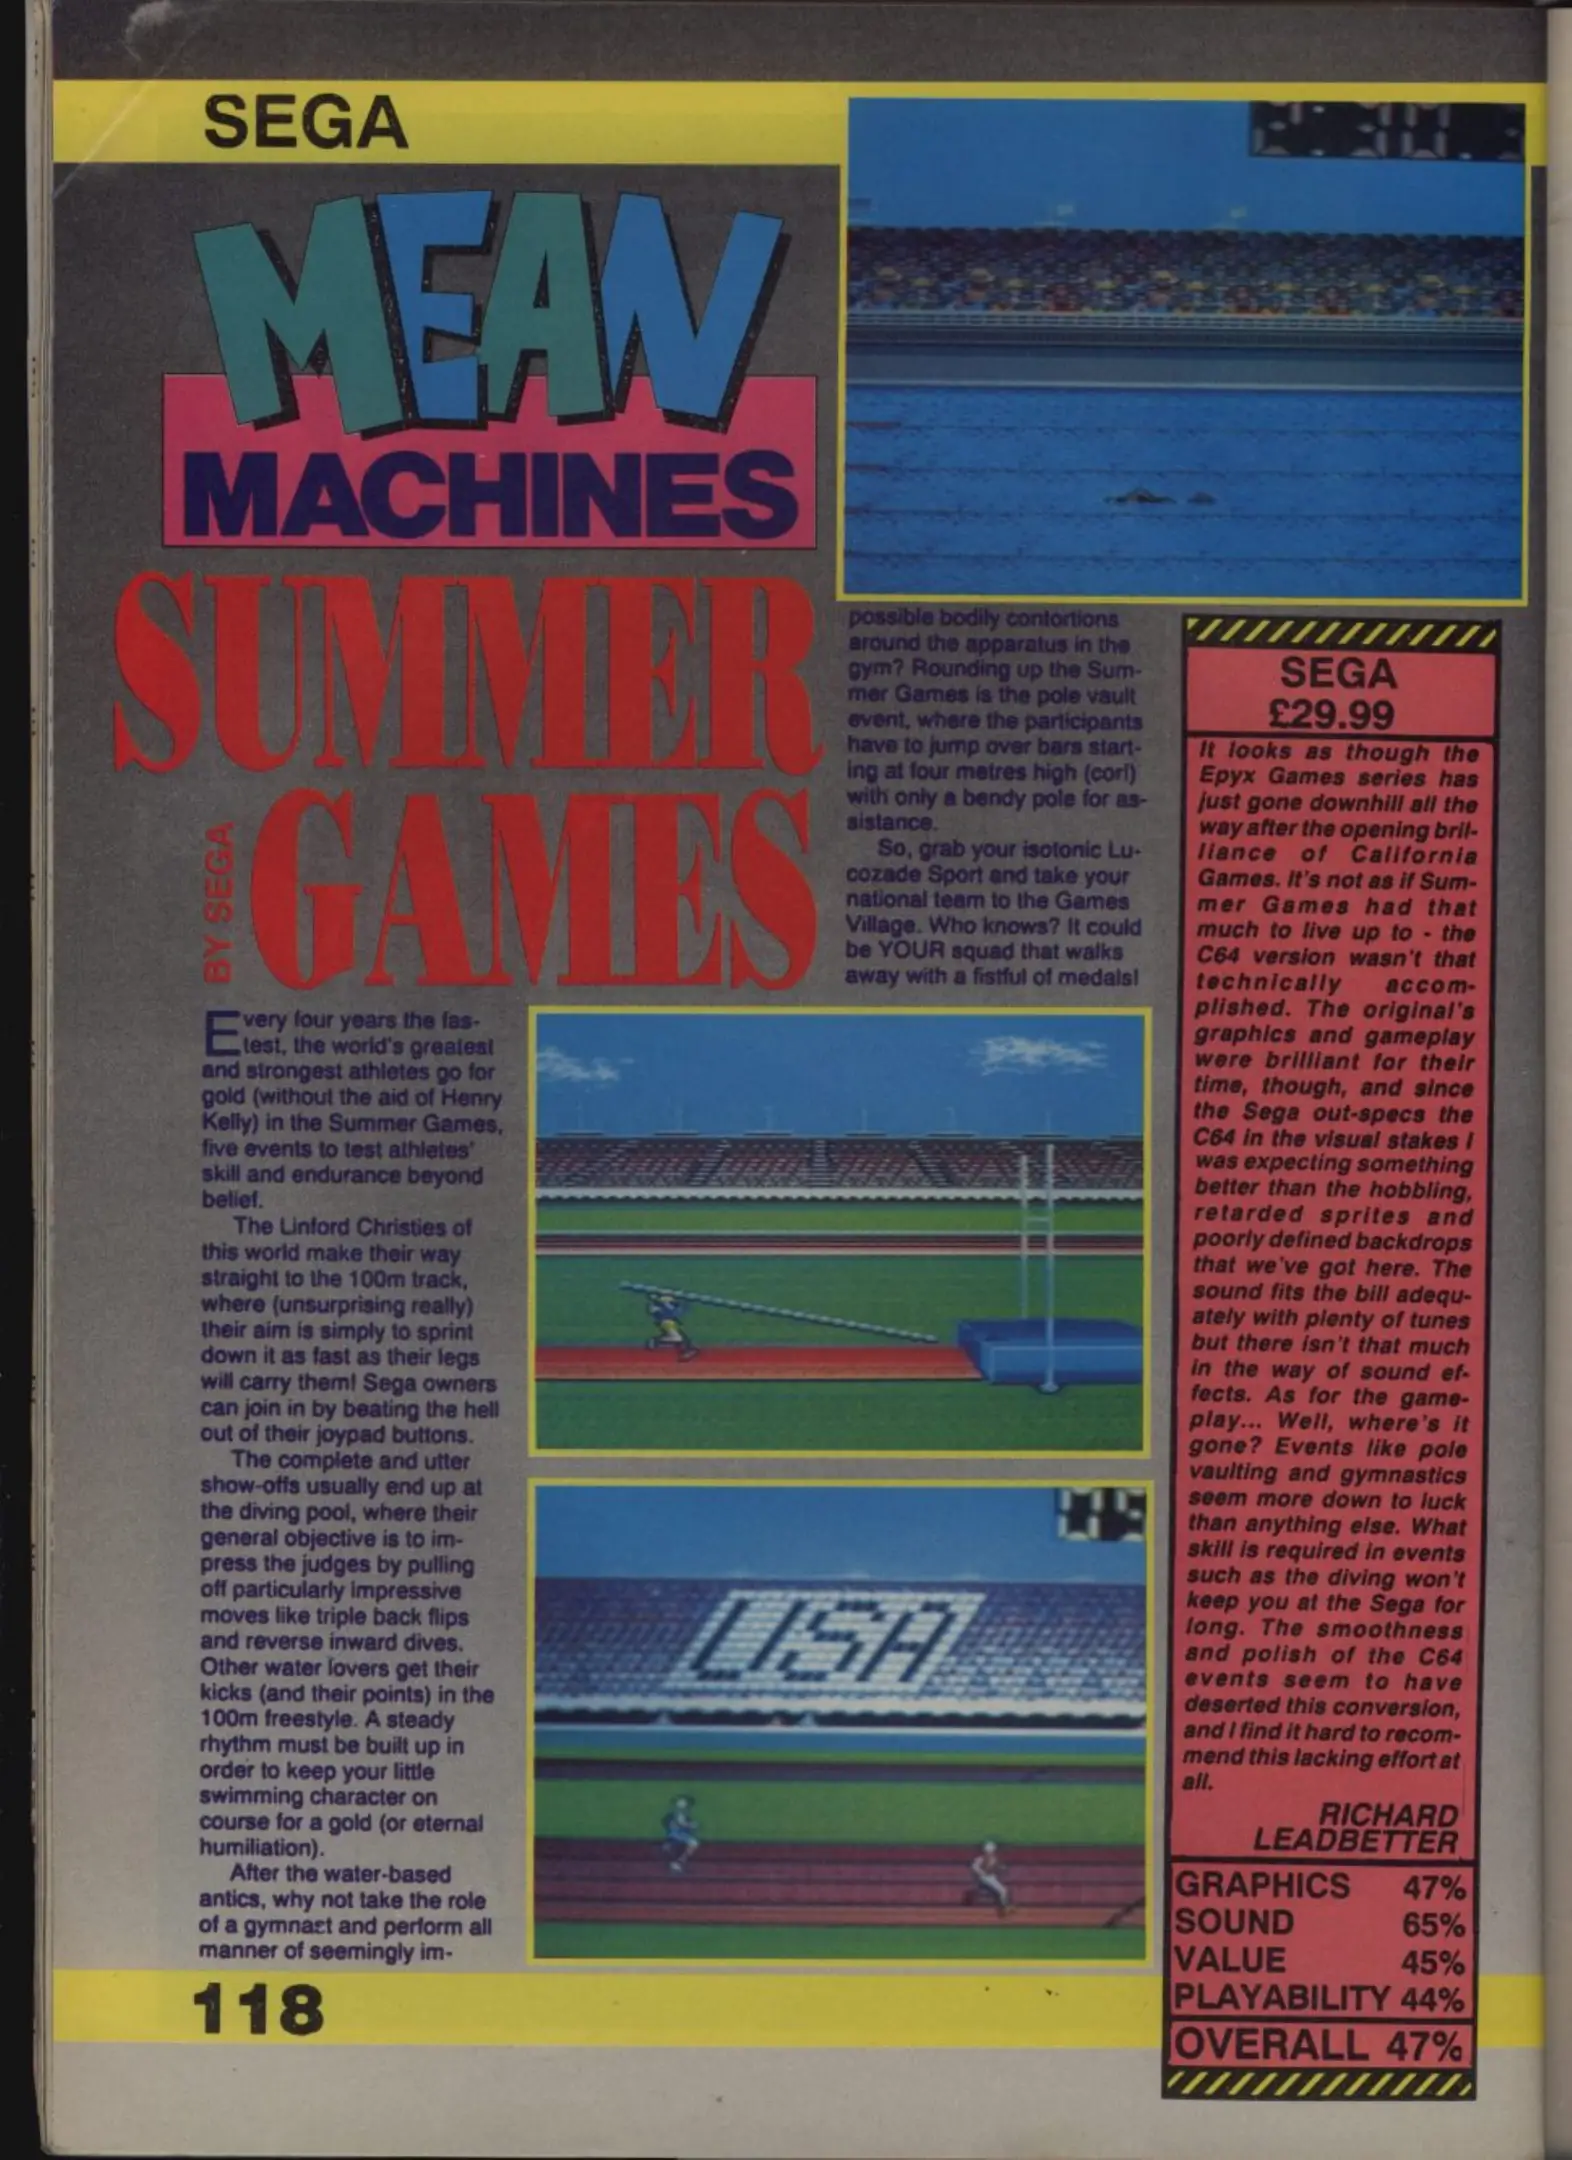 SEGA
MEAN
MACHINES
SUMMER
GAMES
BY SEGA
Every four years the fas-
test, the world's greatest
and strongest athletes go for
gold (without the aid of Henry
Kelly) in the Summer Games,
five events to test athletes'
skill and endurance beyond
belief.
The Linford Christies of
this world make their way
straight to the 100m track,
where (unsurprising really)
their aim is simply to sprint
down it as fast as their legs
will carry them! Sega owners
can join in by beating the hell
out of their joypad buttons.
The complete and utter
show-offs usually end up at
the diving pool, where their
general objective is to im-
press the judges by pulling
off particularly impressive
moves like triple back flips
and reverse inward dives.
Other water lovers get their
kicks (and their points) in the
100m freestyle. A steady
rhythm must be built up in
order to keep your little
swimming character on
course for a gold (or eternal
humiliation).
After the water-based
antics, why not take the role
of a gymnast and perform all
manner of seemingly im-
possible bodily contortions
around the apparatus in the
gym? Rounding up the Sum-
mer Games is the pole vault
event, where the participants
have to jump over bars start-
ing at four metres high (cor!)
with only a bendy pole for as-
sistance.
So, grab your isotonic Lu-
cozade Sport and take your
national team to the Games
Village. Who knows? It could
be YOUR squad that walks
away with a fistful of medals!
USA
SEGA
£29.99
It looks as though the
Epyx Games series has
just gone downhill all the
way after the opening bril-
liance of California
Games. It's not as if Sum-
mer Games had that
much to live up to - the
C64 version wasn't that
technically accom-
plished. The original's
graphics and gameplay
were brilliant for their
time, though, and since
the Sega out-specs the
C64 in the visual stakes I
was expecting something
better than the hobbling,
retarded sprites and
poorly defined backdrops
that we've got here. The
sound fits the bill adequ-
ately with plenty of tunes
but there isn't that much
in the way of sound ef-
fects. As for the game-
play... Well, where's it
gone? Events like pole
vaulting and gymnastics
seem more down to luck
than anything else. What
skill is required in events
such as the diving won't
keep you at the Sega for
long. The smoothness
and polish of the C64
events seem to have
deserted this conversion,
and I find it hard to recom-
mend this lacking effort at
all.
RICHARD
LEADBETTER
GRAPHICS 47%
SOUND 65%
VALUE 45%
PLAYABILITY 44%
OVERALL 47%
118